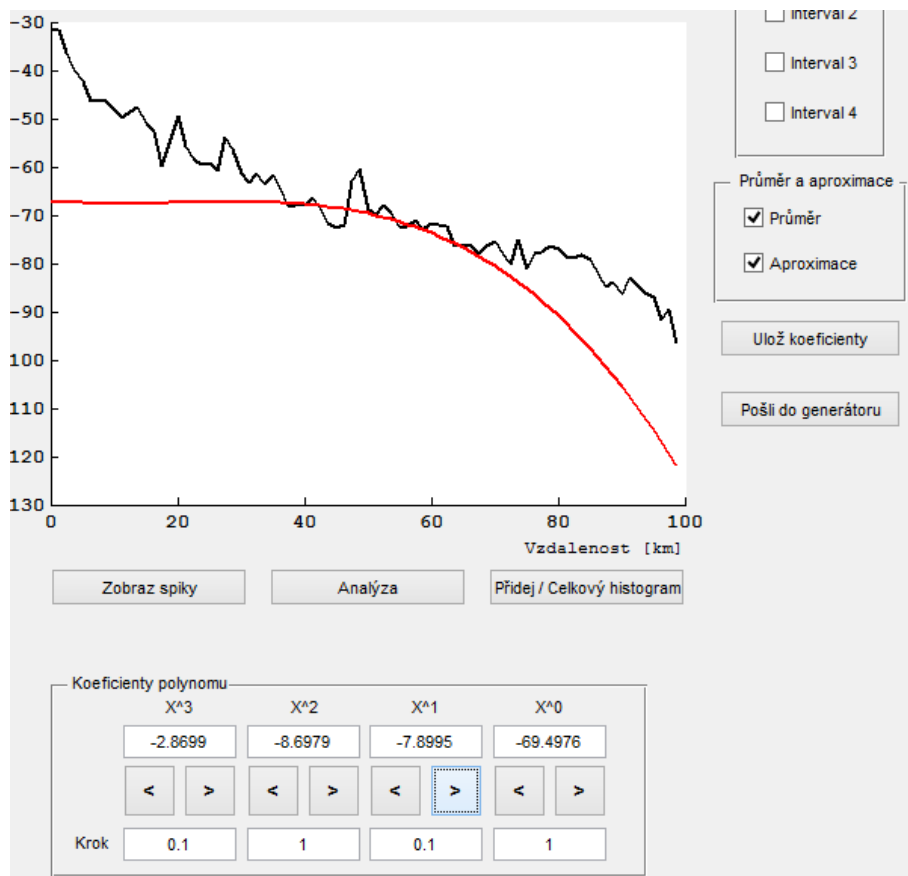 -30
Interval 2
-40
Interval 3
-50
Interval 4
-60
Průměr a aproximace
-70
Průměr
-80
Aproximace
-90
Ulož koeficienty
100
110
Pošli do generátoru
120
130
0 20 40 60 80 100
Vzdalenost [km]
Zobraz spiky Analýza Přidej / Celkový histogram
Koeficienty polynomu
X^3 X^2 X^1 X^0
-2.8699 -8.6979 -7.8995 -69.4976
< > < > < > < >
Krok 0.1 1 0.1 1